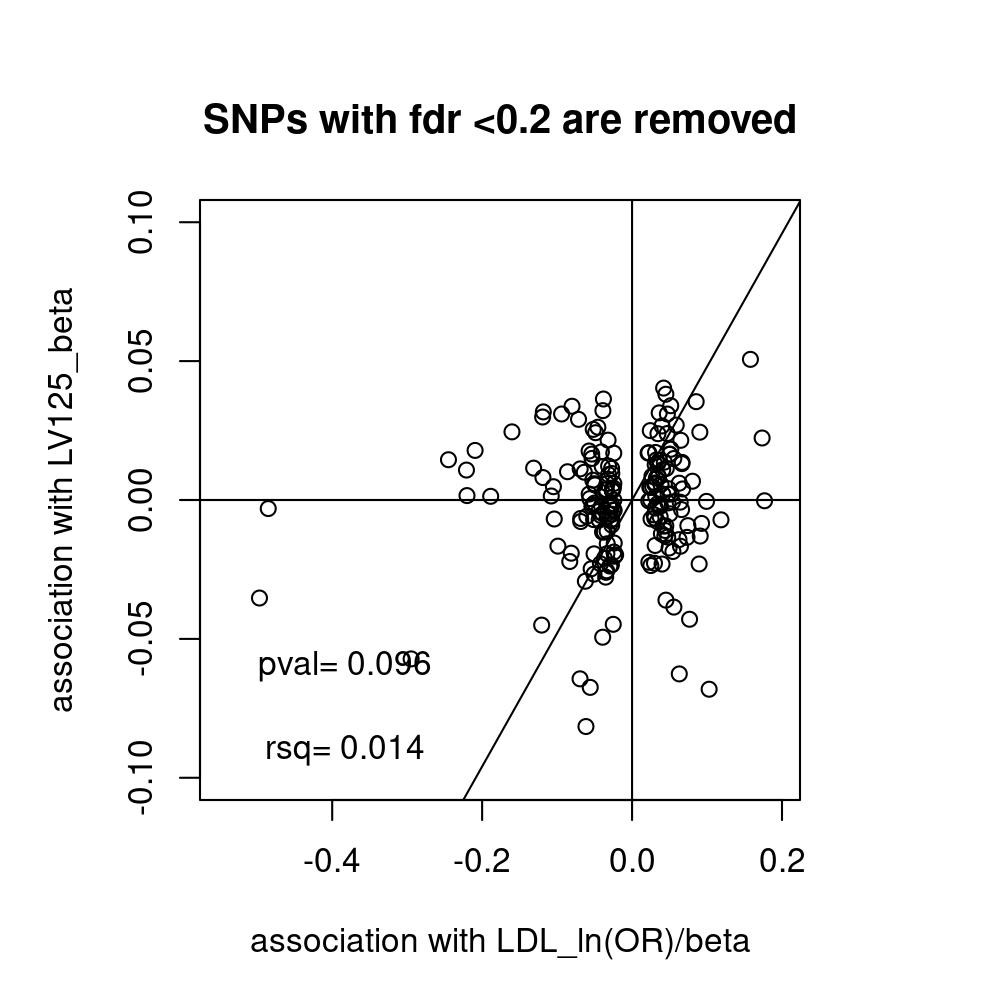 SNPs with fdr <0.2 are removed
association with LV125_beta
0.10
0.05
0.00
-0.05
-0.10
pval= 0.096
rsq= 0.014
-0.4 -0.2 0.0 0.2
association with LDL_ln(OR)/beta